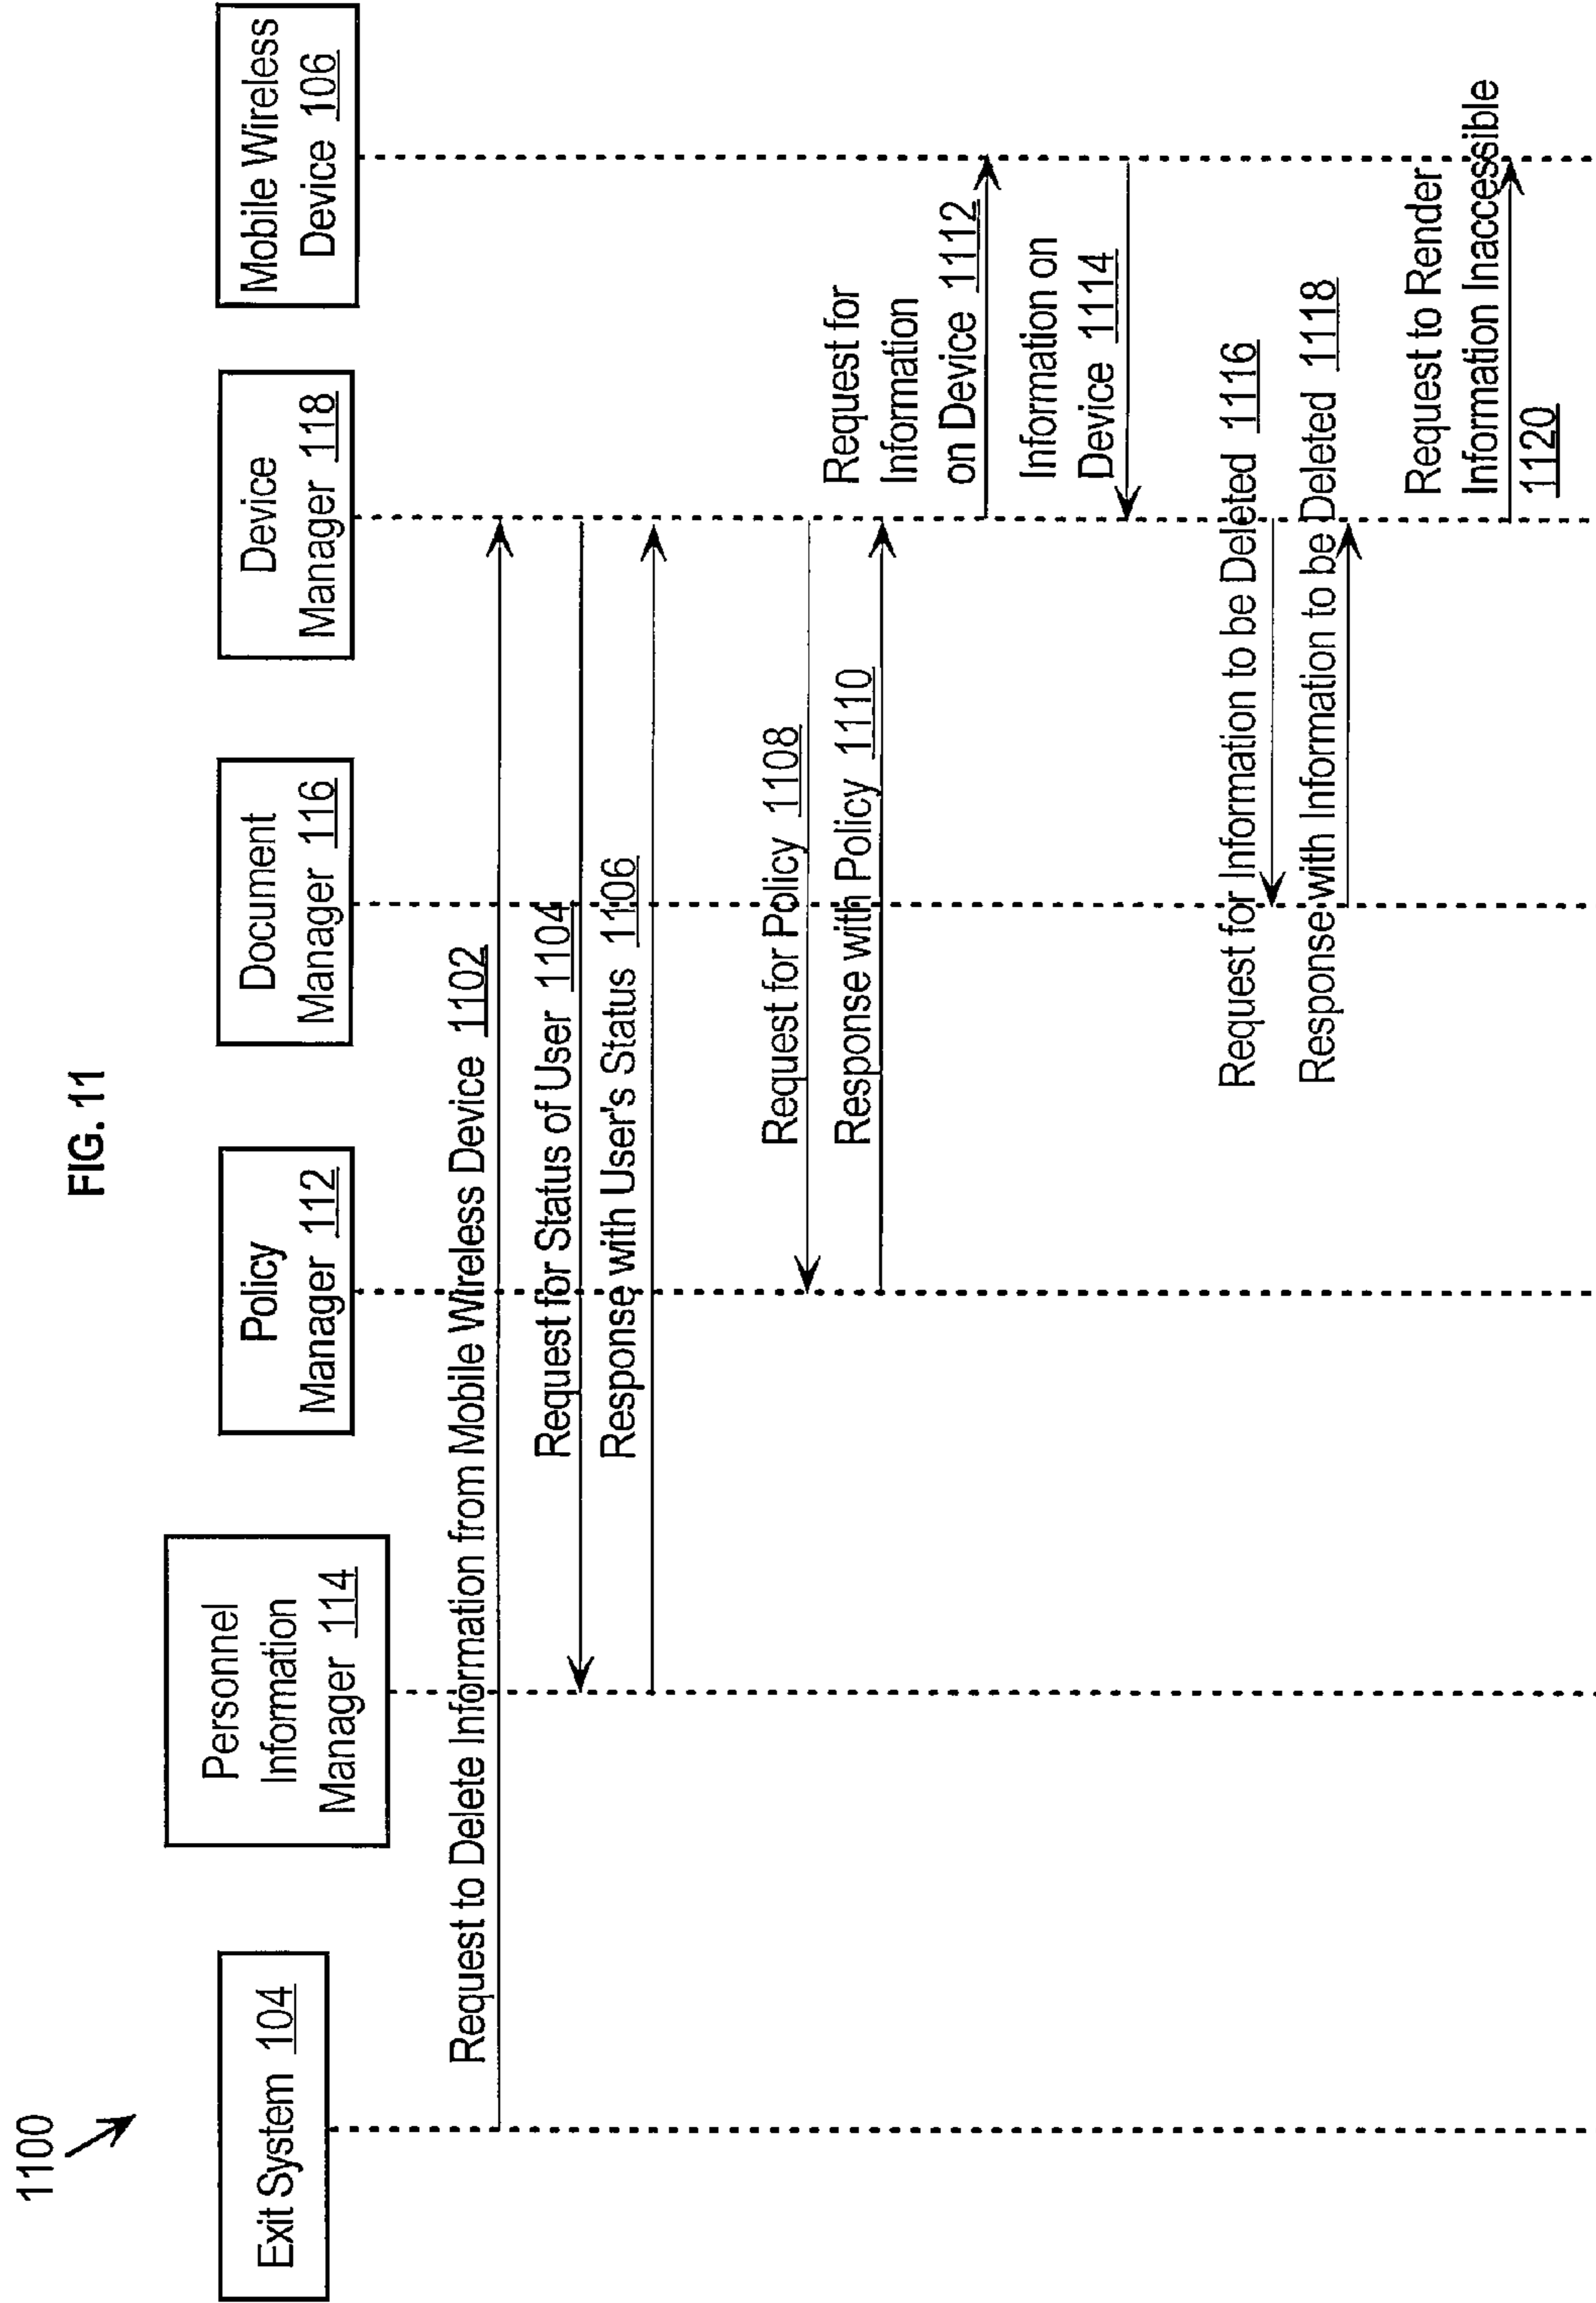 FIG. 11
1100
Exit System 104
Personnel
Information
Manager 114
Policy
Manager 112
Document
Manager 116
Device
Manager 118
Mobile Wireless
Device 106
Request to Delete Information from Mobile Wireless Device 1102
Request for Status of User 1104
Response with User's Status 1106
Request for Policy 1108
Response with Policy 1110
Request for
Information
on Device 1112
Information on
Device 1114
Request for Information to be Deleted 1116
Response with Information to be Deleted 1118
Request to Render
Information Inaccessible
1120